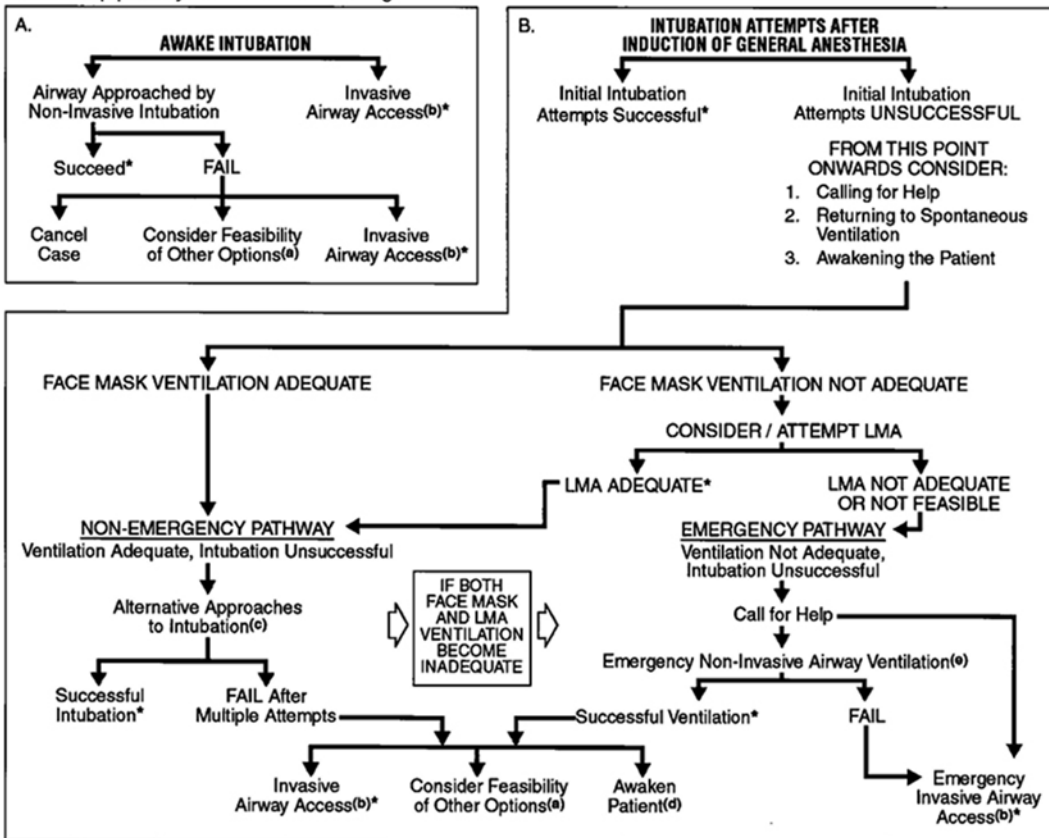 A.
AWAKE INTUBATION
Airway Approached by
Non-Invasive Intubation
Invasive
Airway Access(b)*
Succeed*
FAIL
Cancel
Case
Consider Feasibility
of Other Options(a)
Invasive
Airway Access(b)*
B.
INTUBATION ATTEMPTS AFTER
INDUCTION OF GENERAL ANESTHESIA
Initial Intubation
Attempts Successful*
Initial Intubation
Attempts UNSUCCESSFUL
FROM THIS POINT
ONWARDS CONSIDER:
1. Calling for Help
2. Returning to Spontaneous
Ventilation
3. Awakening the Patient
FACE MASK VENTILATION ADEQUATE
FACE MASK VENTILATION NOT ADEQUATE
CONSIDER / ATTEMPT LMA
LMA ADEQUATE*
LMA NOT ADEQUATE
OR NOT FEASIBLE
NON-EMERGENCY PATHWAY
Ventilation Adequate, Intubation Unsuccessful
EMERGENCY PATHWAY
Ventilation Not Adequate,
Intubation Unsuccessful
Alternative Approaches
to Intubation(c)
IF BOTH
FACE MASK
AND LMA
VENTILATION
BECOME
INADEQUATE
Call for Help
Emergency Non-Invasive Airway Ventilation(e)
Successful
Intubation*
FAIL After
Multiple Attempts
Successful Ventilation*
FAIL
Invasive
Airway Access(b)*
Consider Feasibility
of Other Options(a)
Awaken
Patient(d)
Emergency
Invasive Airway
Access(b)*